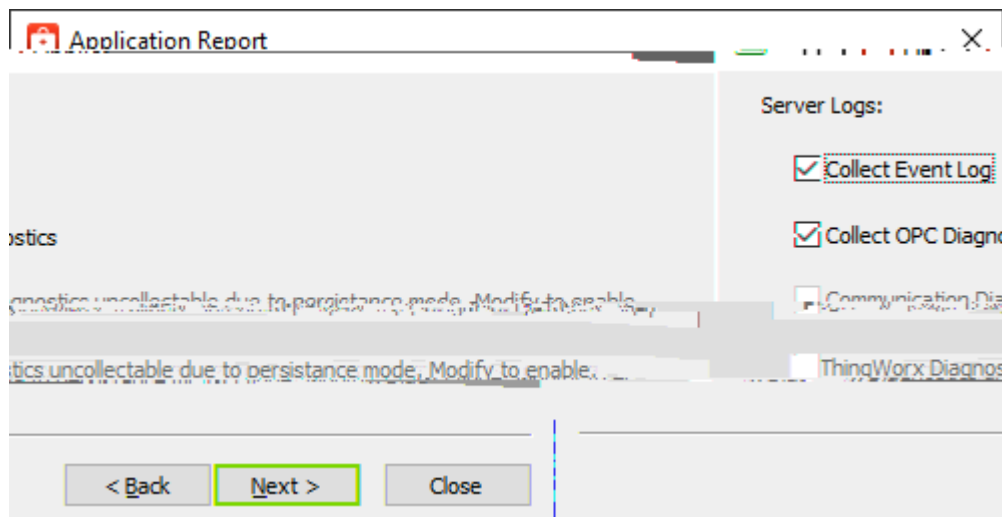 Application Report
Server Logs:
Collect Event Log
ostics
Collect OPC Diagno
gnostics uncollectable due to persistance mode. Modify to enable.
Communication Dia
stics uncollectable due to persistance mode. Modify to enable.
ThingWorx Diagnos
< Back
Next >
Close